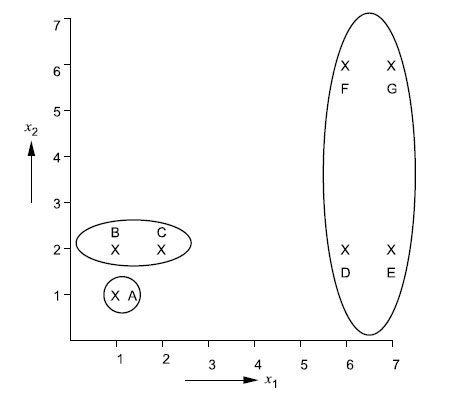 7
X X
6
F G
5
x2
4
3
B C
2 X X X X
D E
1 X A
1 2 3 4 5 6 7
x1